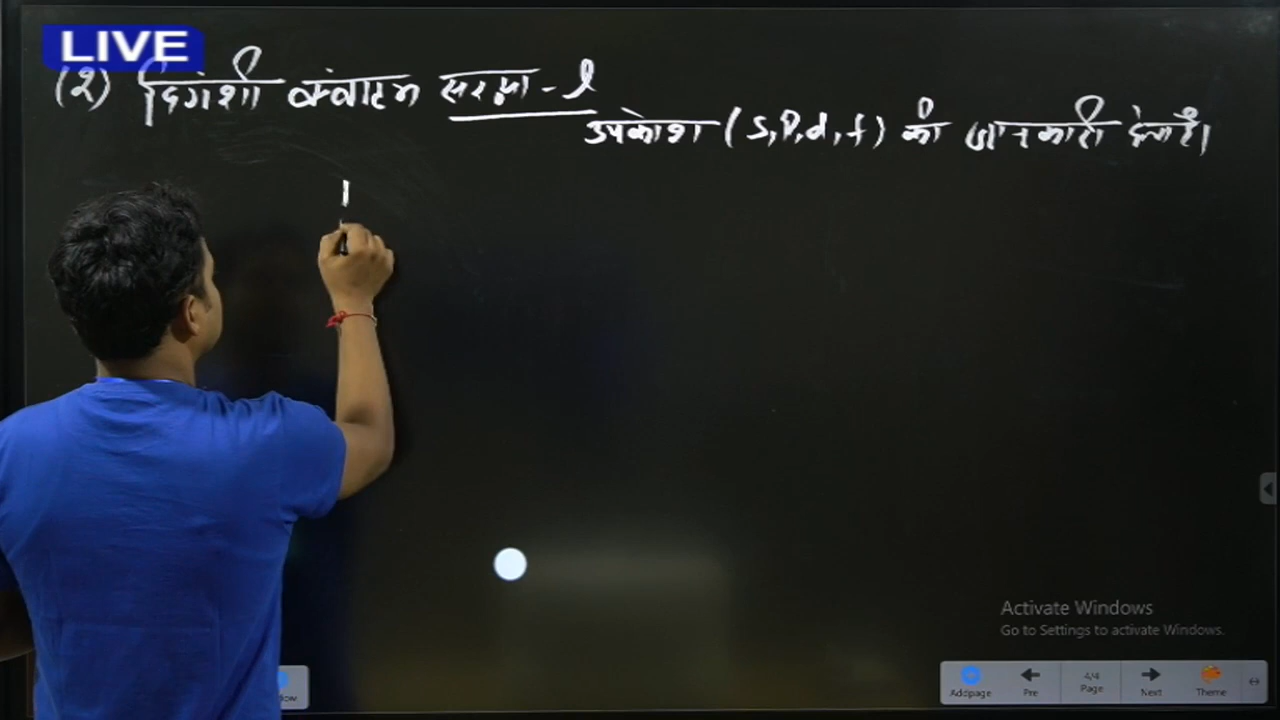 LIVE
(2) दिगंशी क्वांटम संख्या - l
उपकोश (s, p, d, f) की जानकारी देता है।
1
Activate Windows
Go to Settings to activate Windows.
Addpage
Pre
4/4
Page
Next
Theme